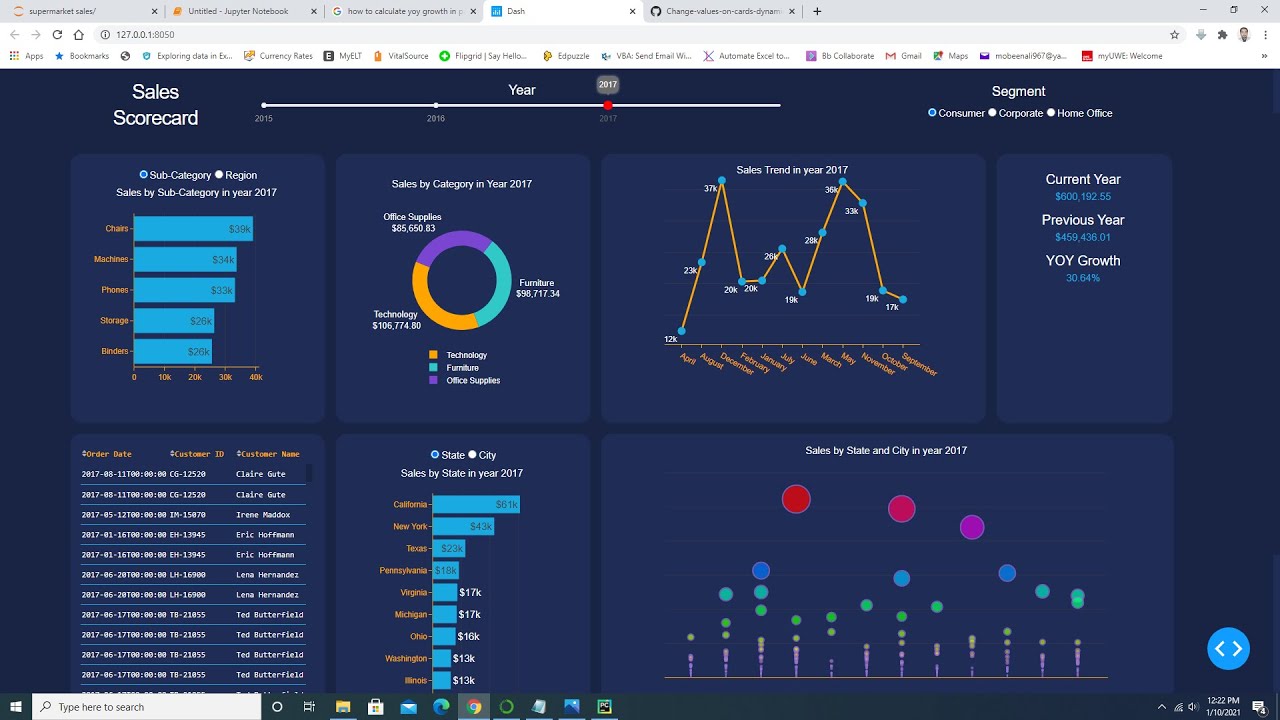 supermarket sales/
Untitled - Jupyter Notebook
how to calculate yoy growth in p
Dash
Change-values-on-cards-dynami
127.0.0.1:8050
Apps
Bookmarks
Exploring data in Ex...
Currency Rates
MyELT
VitalSource
Flipgrid | Say Hello...
Edpuzzle
VBA: Send Email Wi...
Automate Excel to...
Bb Collaborate
Gmail
Maps
mobeenali967@ya...
myUWE: Welcome
Sales
Scorecard
Year
2017
2015 2016 2017
Segment
Consumer Corporate Home Office
Sub-Category Region
Sales by Sub-Category in year 2017
Chairs $39k
Machines $34k
Phones $33k
Storage $26k
Binders $26k
0 10k 20k 30k 40k
Sales by Category in Year 2017
Office Supplies
$85,650.83
Furniture
$98,717.34
Technology
$106,774.80
Technology
Furniture
Office Supplies
Sales Trend in year 2017
12k 23k 37k 20k 20k 26k 19k 28k 36k 33k 19k 17k
April August December February January July June March May November October September
Current Year
$600,192.55
Previous Year
$459,436.01
YOY Growth
30.64%
Order Date Customer ID Customer Name
2017-08-11T00:00:00 CG-12520 Claire Gute
2017-08-11T00:00:00 CG-12520 Claire Gute
2017-05-12T00:00:00 IM-15070 Irene Maddox
2017-01-16T00:00:00 EH-13945 Eric Hoffmann
2017-01-16T00:00:00 EH-13945 Eric Hoffmann
2017-06-20T00:00:00 LH-16900 Lena Hernandez
2017-06-20T00:00:00 LH-16900 Lena Hernandez
2017-06-17T00:00:00 TB-21055 Ted Butterfield
2017-06-17T00:00:00 TB-21055 Ted Butterfield
2017-06-17T00:00:00 TB-21055 Ted Butterfield
2017-06-17T00:00:00 TB-21055 Ted Butterfield
State City
Sales by State in year 2017
California $61k
New York $43k
Texas $23k
Pennsylvania $18k
Virginia $17k
Michigan $17k
Ohio $16k
Washington $13k
Illinois $13k
Sales by State and City in year 2017
Type here to search
12:22 PM
1/10/2021